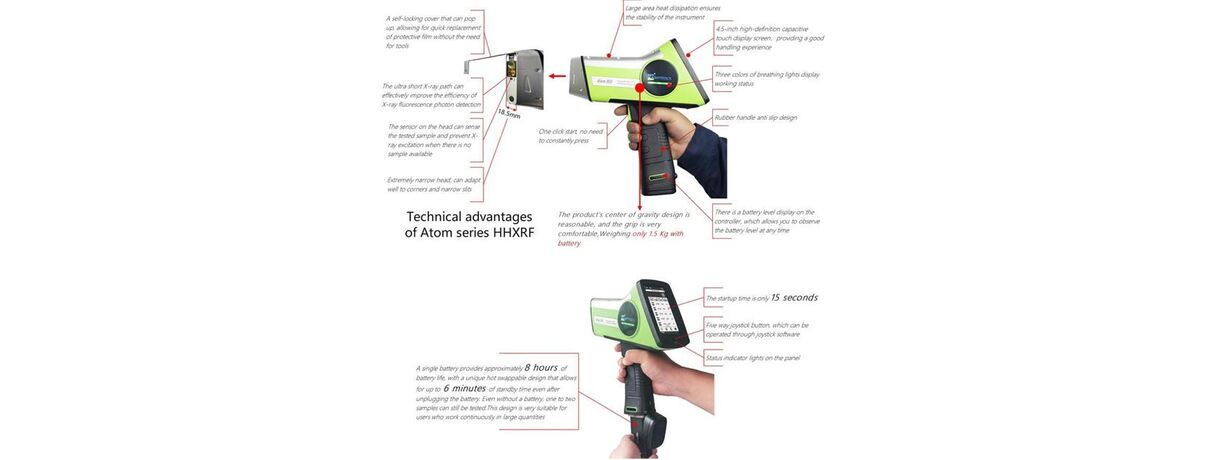 A self-locking cover that can pop
up, allowing for quick replacement
of protective film without the need
for tools
The ultra short X-ray path can
effectively improve the efficiency of
X-ray fluorescence photon detection
The sensor on the head can sense
the tested sample and prevent X-
ray excitation when there is no
sample available
Extremely narrow head, can adapt
well to corners and narrow slits
18.5mm
Large area heat dissipation ensures
the stability of the instrument
One click start, no need
to constantly press
4.5-inch high-definition capacitive
touch display screen, providing a good
handling experience
Three colors of breathing lights display
working status
Rubber handle anti slip design
There is a battery level display on the
controller, which allows you to observe
the battery level at any time
Technical advantages
of Atom series HHXRF
The product's center of gravity design is
reasonable, and the grip is very
comfortable,Weighing only 1.5 Kg with
battery
The startup time is only 15 seconds
Five way joystick button, which can be
operated through joystick software
Status indicator lights on the panel
A single battery provides approximately 8 hours of
battery life, with a unique hot swappable design that allows
for up to 6 minutes of standby time even after
unplugging the battery. Even without a battery, one to two
samples can still be tested.This design is very suitable for
users who work continuously in large quantities